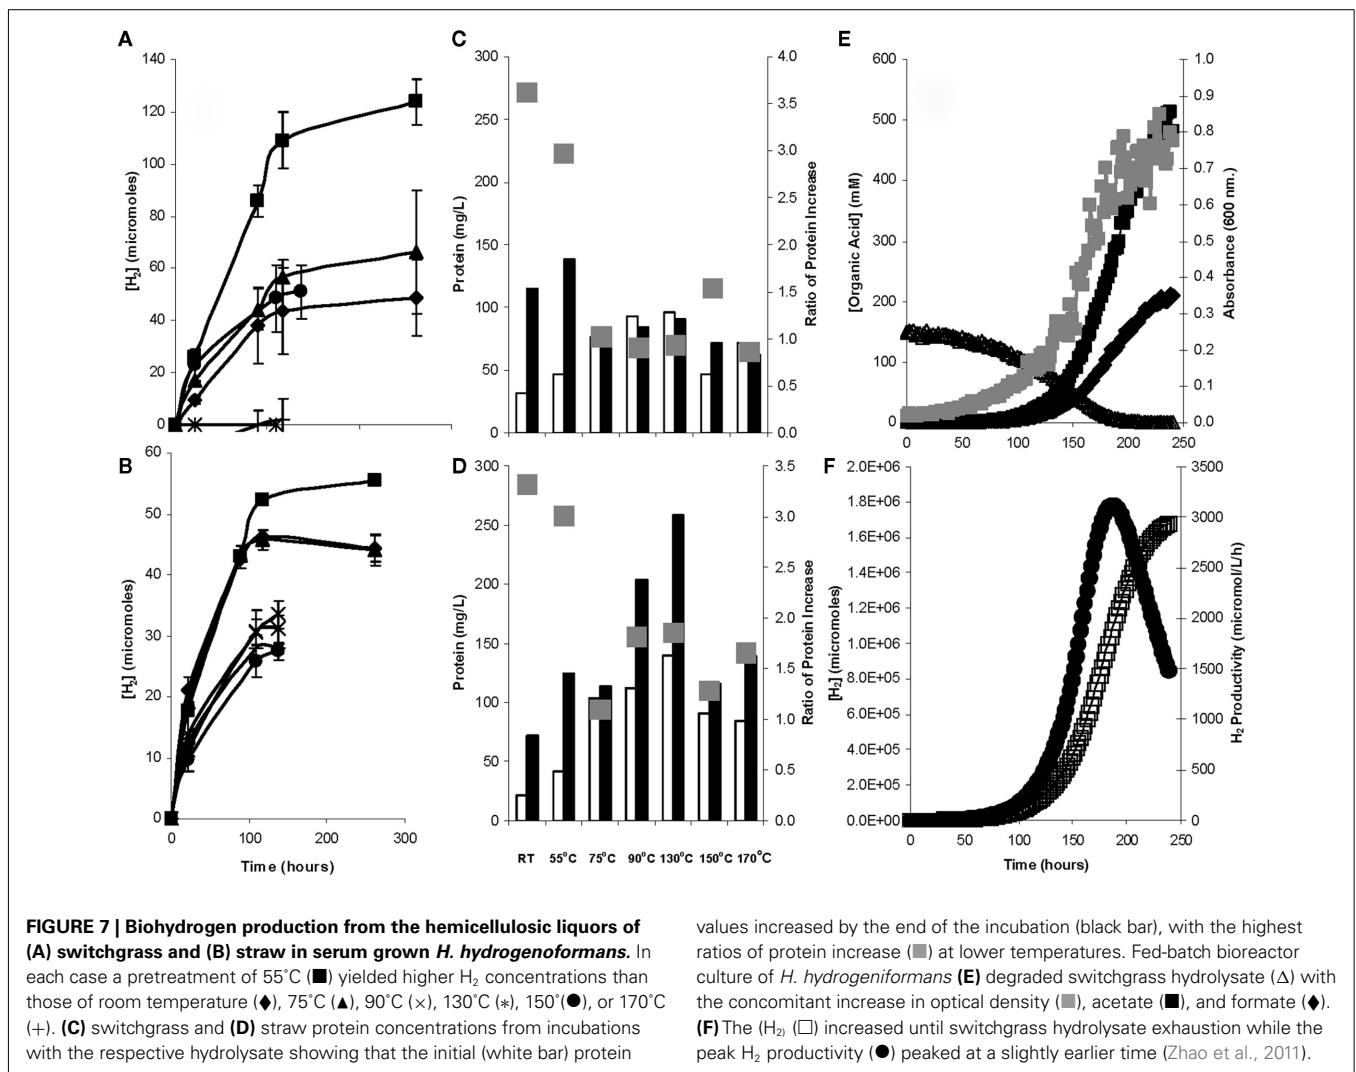 A
140
120
100
80
60
40
20
0
[H2] (micromoles)
B
60
50
40
30
20
10
0
[H2] (micromoles)
0 100 200 300
Time (hours)
C
300
250
200
150
100
50
0
Protein (mg/L)
4.0
3.5
3.0
2.5
2.0
1.5
1.0
0.5
0.0
Ratio of Protein Increase
D
300
250
200
150
100
50
0
Protein (mg/L)
3.5
3.0
2.5
2.0
1.5
1.0
0.5
0.0
Ratio of Protein Increase
RT 55°C 75°C 90°C 130°C 150°C 170°C
E
600
500
400
300
200
100
0
[Organic Acid] (mM)
1.0
0.9
0.8
0.7
0.6
0.5
0.4
0.3
0.2
0.1
0.0
Absorbance (600 nm.)
0 50 100 150 200 250
F
2.0E+06
1.8E+06
1.6E+06
1.4E+06
1.2E+06
1.0E+06
8.0E+05
6.0E+05
4.0E+05
2.0E+05
0.0E+00
[H2] (micromoles)
3500
3000
2500
2000
1500
1000
500
0
H2 Productivity (micromol/L/h)
0 50 100 150 200 250
Time (hours)
FIGURE 7 | Biohydrogen production from the hemicellulosic liquors of
(A) switchgrass and (B) straw in serum grown H. hydrogenoformans. In
each case a pretreatment of 55˚C (■) yielded higher H2 concentrations than
those of room temperature (♦), 75˚C (▲), 90˚C (×), 130˚C (∗), 150˚(●), or 170˚C
(+). (C) switchgrass and (D) straw protein concentrations from incubations
with the respective hydrolysate showing that the initial (white bar) protein
values increased by the end of the incubation (black bar), with the highest
ratios of protein increase (■) at lower temperatures. Fed-batch bioreactor
culture of H. hydrogeniformans (E) degraded switchgrass hydrolysate (Δ) with
the concomitant increase in optical density (■), acetate (■), and formate (♦).
(F) The (H2) (□) increased until switchgrass hydrolysate exhaustion while the
peak H2 productivity (●) peaked at a slightly earlier time (Zhao et al., 2011).